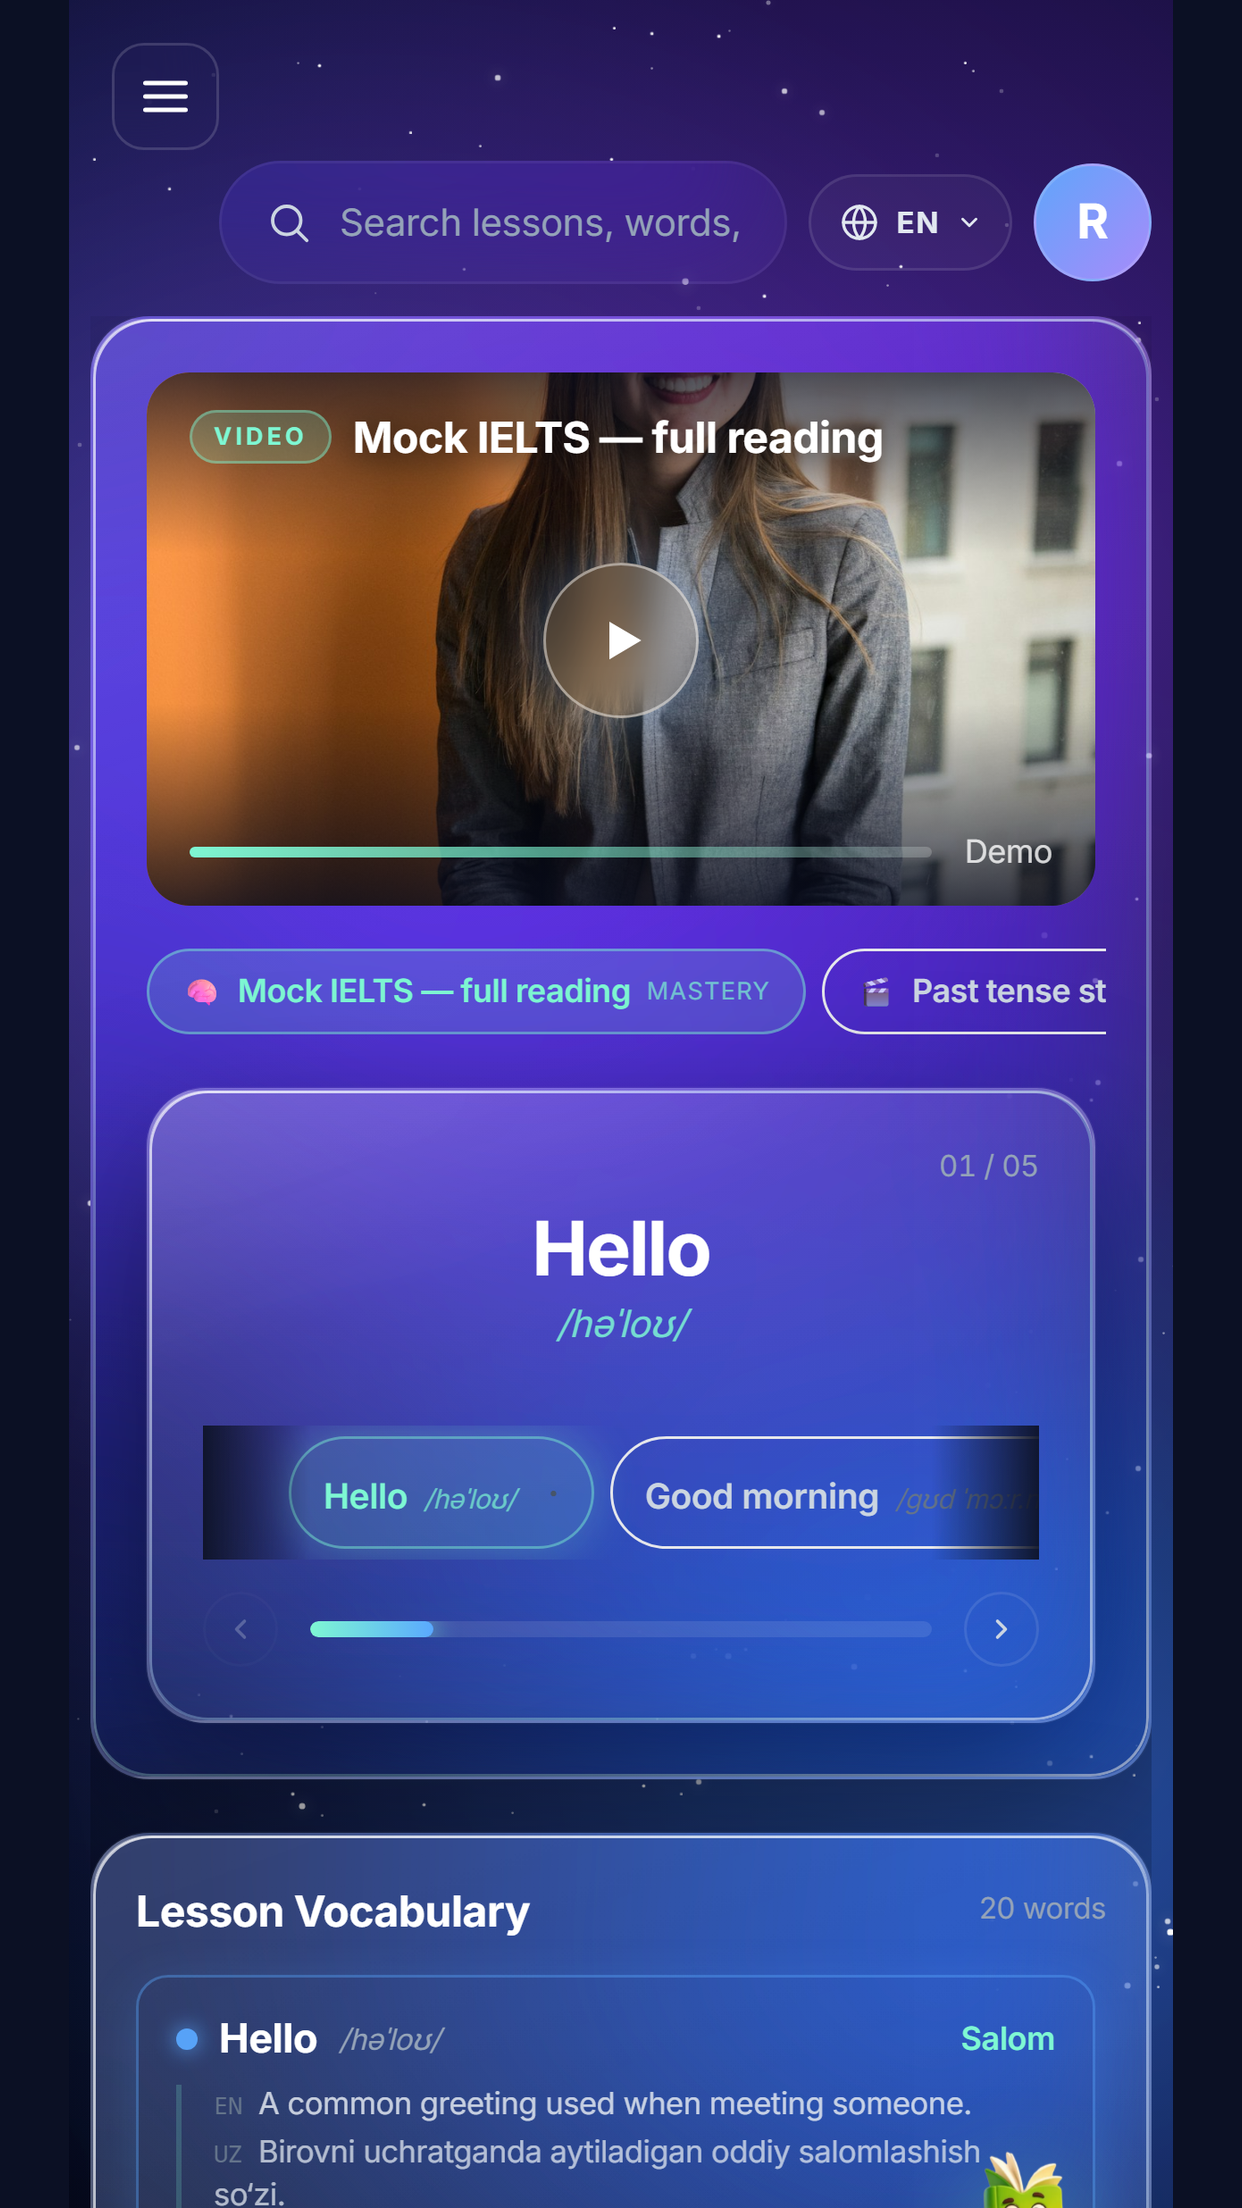 Search lessons, words,
EN
R
VIDEO
Mock IELTS — full reading
Demo
Mock IELTS — full reading MASTERY
Past tense st
01 / 05
Hello
/həˈloʊ/
Hello /həˈloʊ/
Good morning /ɡʊd ˈmɔːr
Lesson Vocabulary
20 words
Hello /həˈloʊ/
Salom
EN A common greeting used when meeting someone.
UZ Birovni uchratganda aytiladigan oddiy salomlashish
so‘zi.